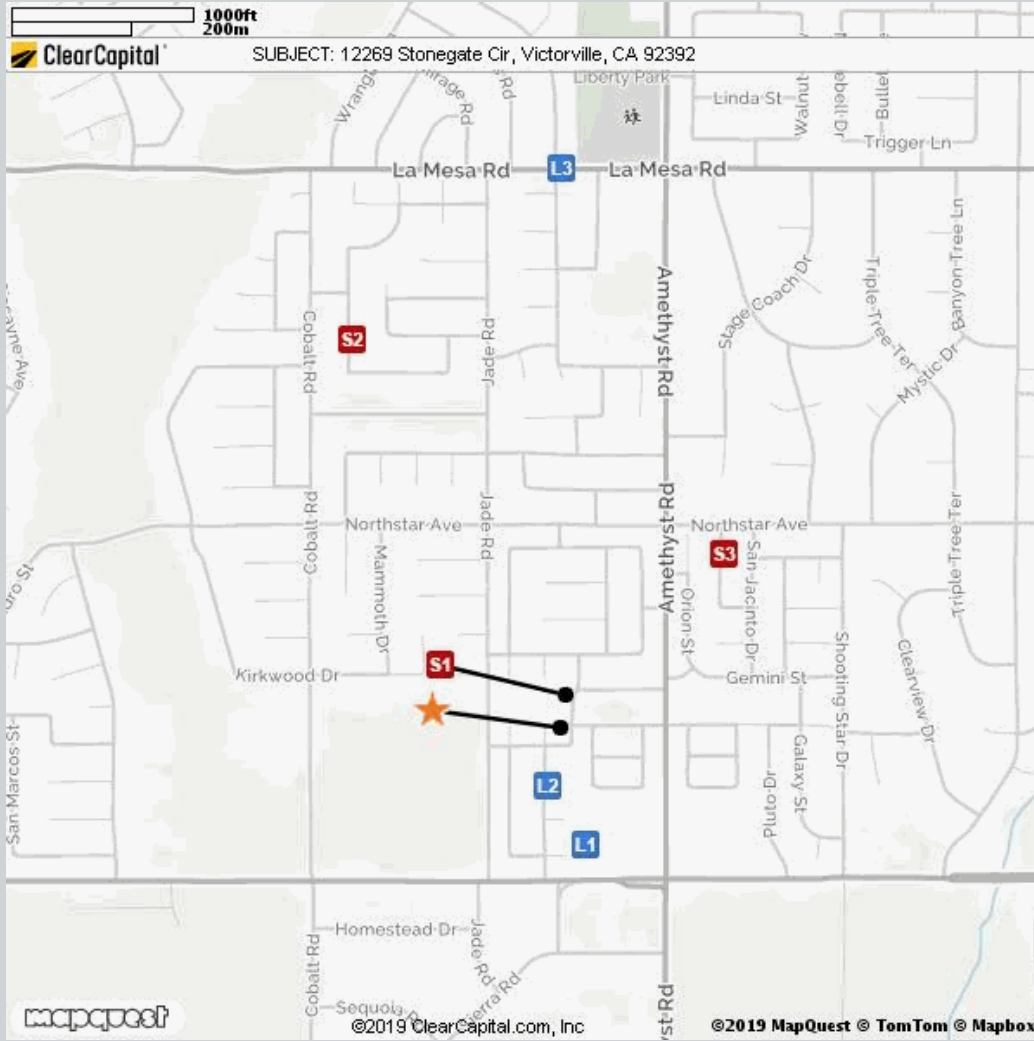 1000ft
200m
ClearCapital
SUBJECT: 12269 Stonegate Cir, Victorville, CA 92392
Liberty Park
Linda St
Trigger Ln
La Mesa Rd
L3
La Mesa Rd
Amethyst Rd
Stage Coach Dr
Triple-Tree-Ter
Banyon-Tree Ln
Mystic Dr
S2
Cobalt-Rd
Jade-Rd
Northstar Ave
Cobalt-Rd
Jade-Rd
Amethyst Rd
Northstar Ave
Mammoth-Dr
S3
Orion-St
San-Jacinto-Dr
Triple-Tree-Ter
S1
Kirkwood Dr
Gemini St
Shooting-Star-Dr
Clearview-Dr
San-Marcos-St
L2
Pluto-Dr
Galaxy-St
L1
Homestead Dr
Cobalt-Rd
Jade-Rd
Sequoia
mapquest
©2019 ClearCapital.com, Inc
©2019 MapQuest © TomTom © Mapbox